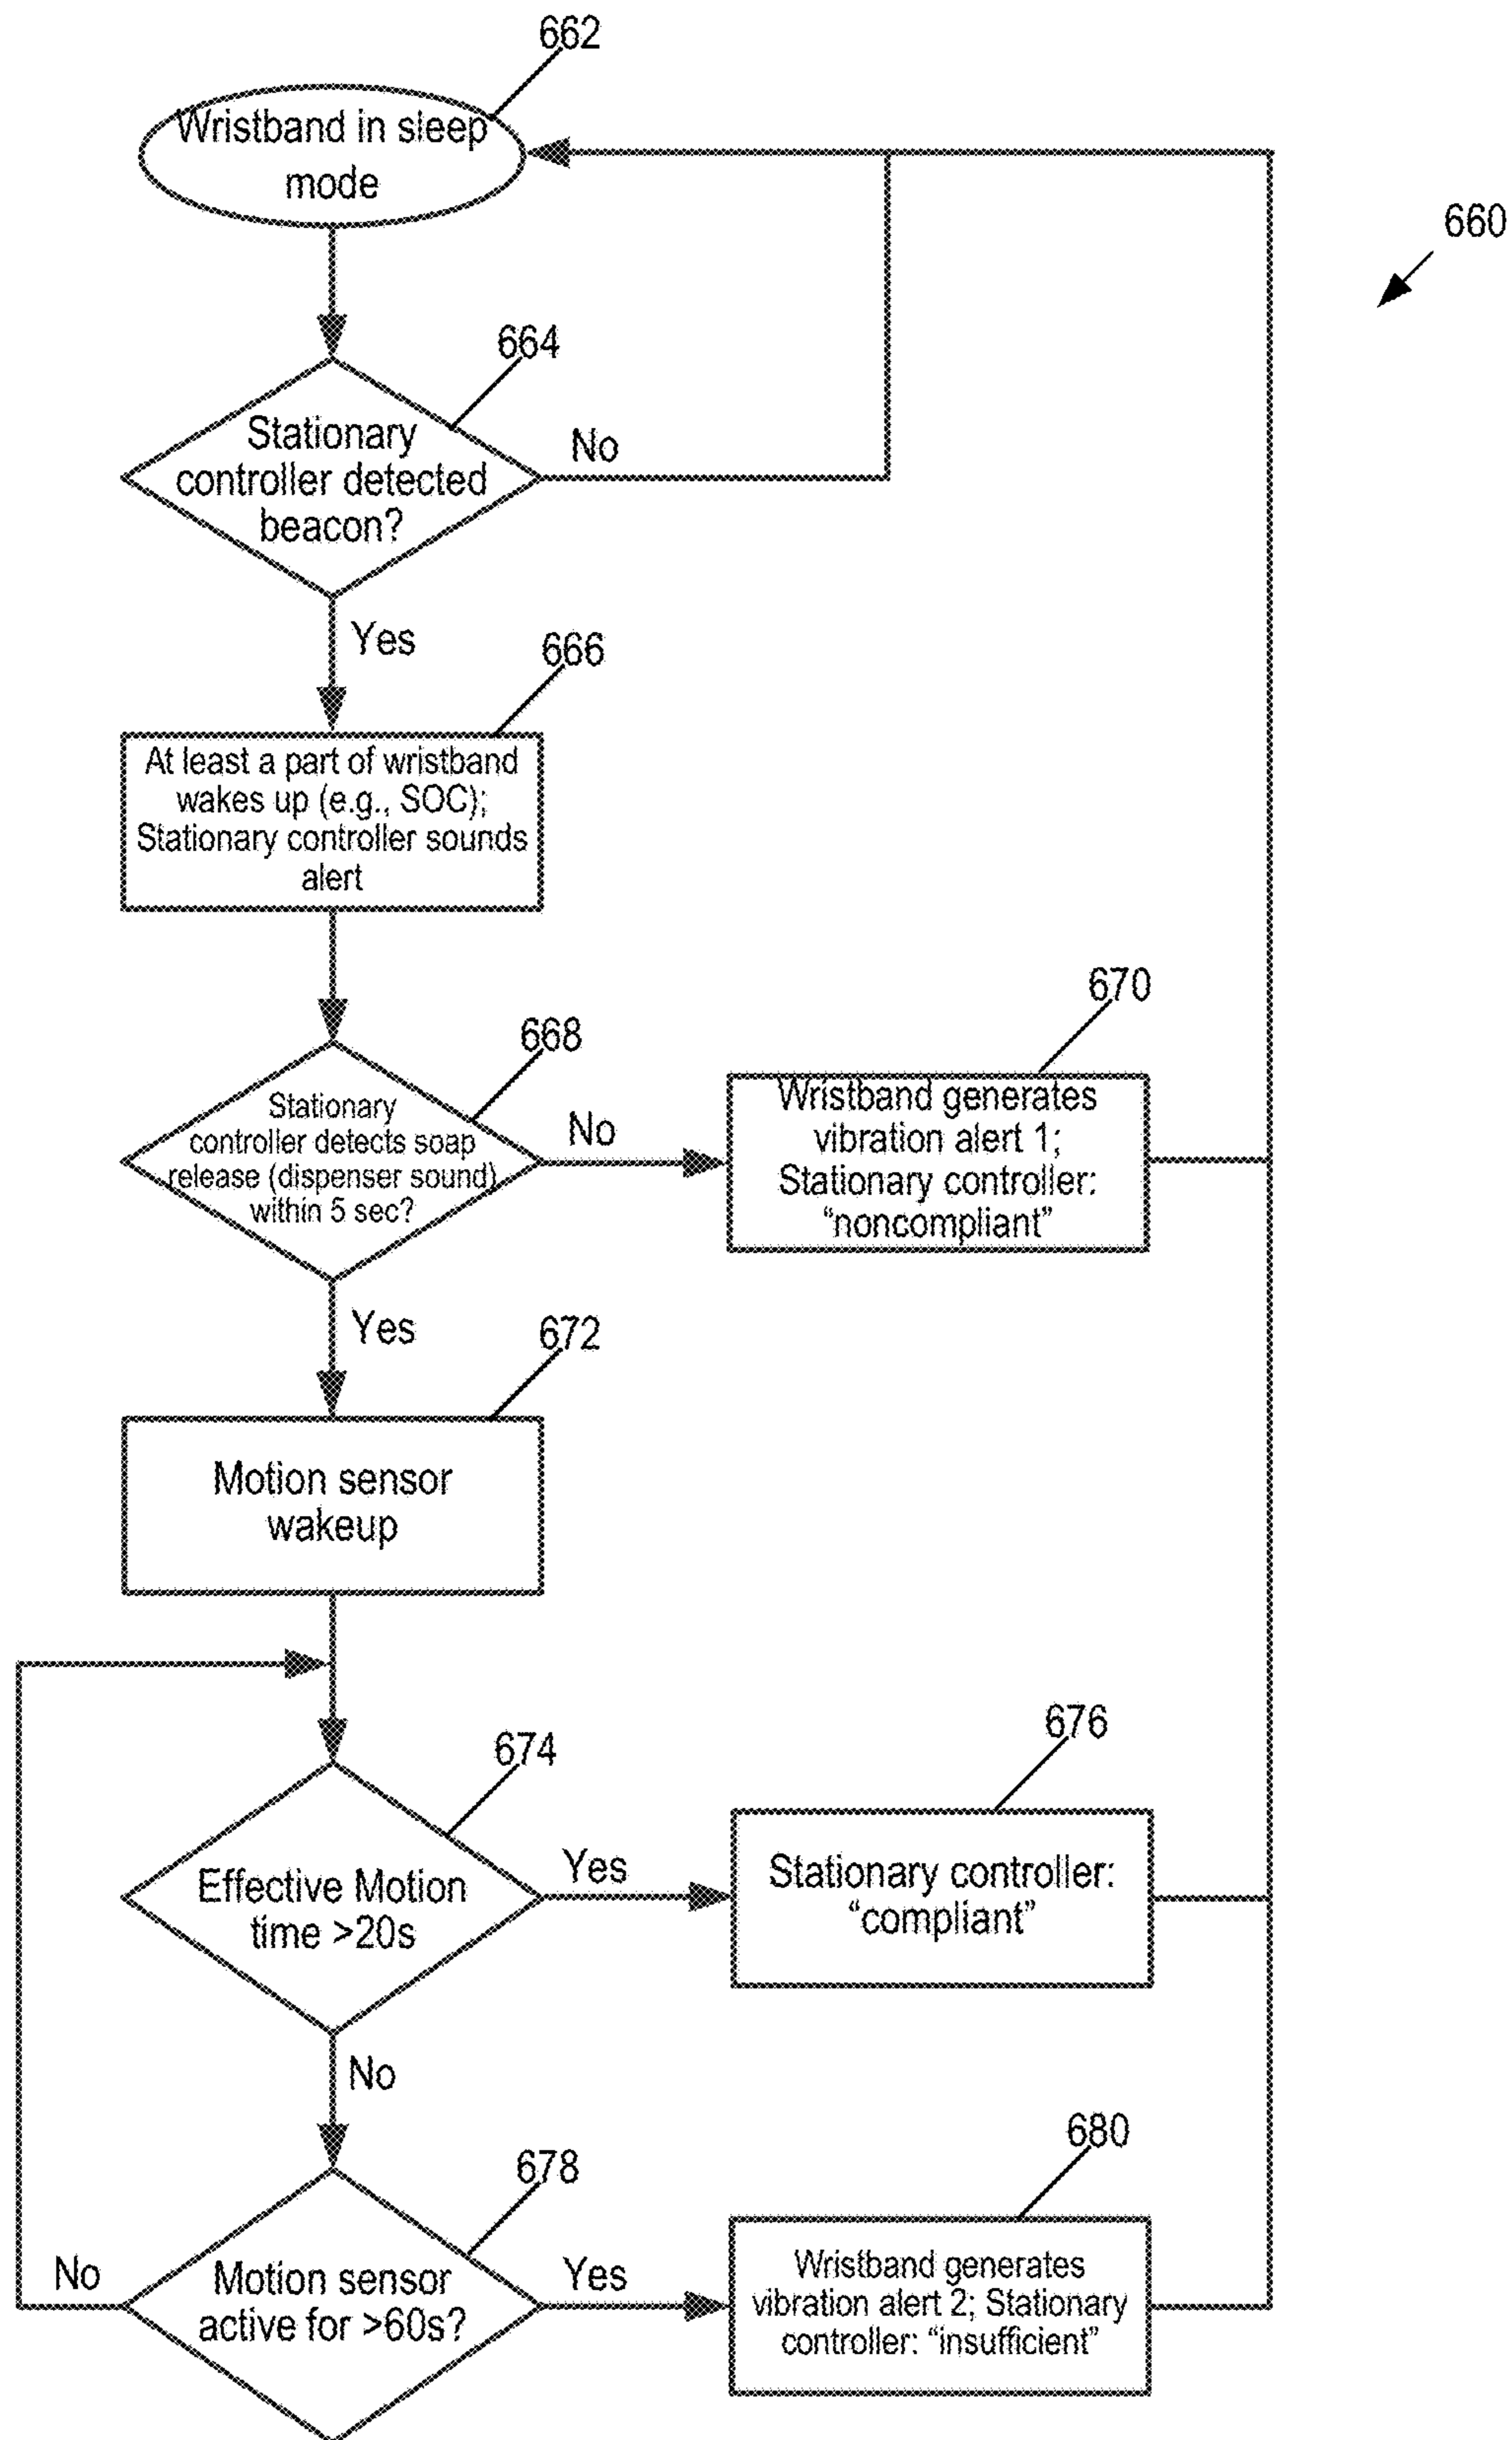 662
Wristband in sleep
mode
660
664
Stationary
controller detected
beacon?
No
Yes
666
At least a part of wristband
wakes up (e.g., SOC);
Stationary controller sounds
alert
668
Stationary
controller detects soap
release (dispenser sound)
within 5 sec?
No
670
Wristband generates
vibration alert 1;
Stationary controller:
“noncompliant”
Yes
672
Motion sensor
wakeup
674
Effective Motion
time >20s
Yes
676
Stationary controller:
“compliant”
No
678
Motion sensor
active for >60s?
No
Yes
680
Wristband generates
vibration alert 2; Stationary
controller: “insufficient”